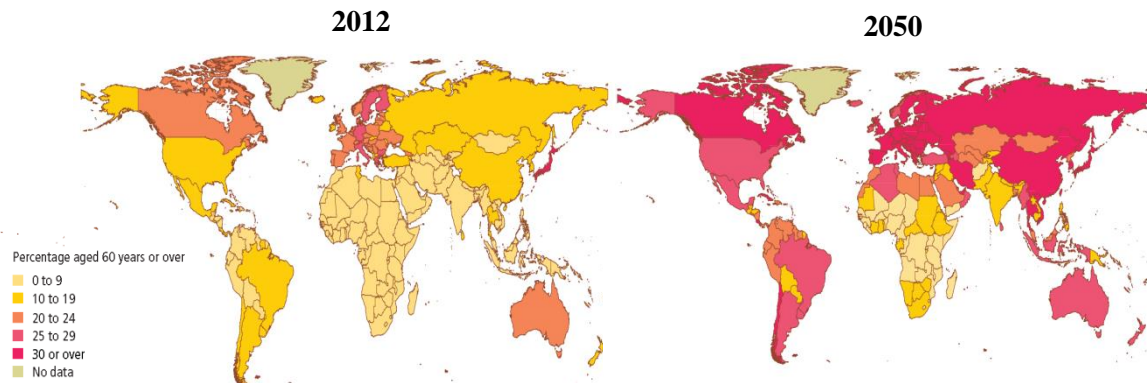 2012
2050
Percentage aged 60 years or over
0 to 9
10 to 19
20 to 24
25 to 29
30 or over
No data